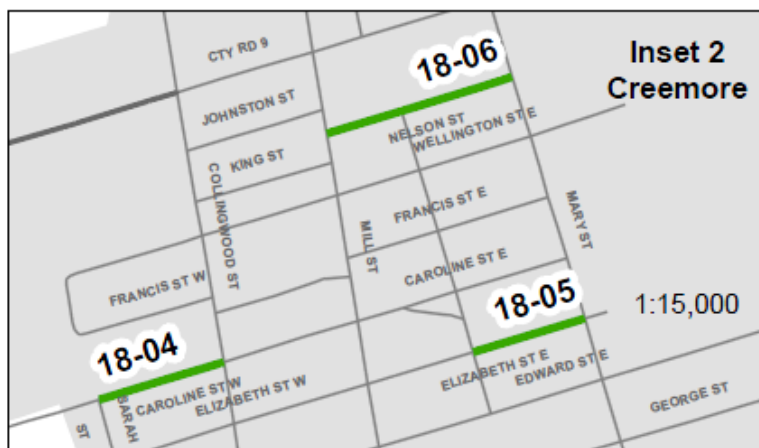 CTY RD 9
18-06
Inset 2
Creemore
JOHNSTON ST
NELSON ST
WELLINGTON ST E
KING ST
COLLINGWOOD ST
MILL ST
FRANCIS ST E
MARY ST
CAROLINE ST E
FRANCIS ST W
18-05
1:15,000
18-04
CAROLINE ST W
ELIZABETH ST W
ELIZABETH ST E
EDWARD ST E
GEORGE ST
SARAH
ST